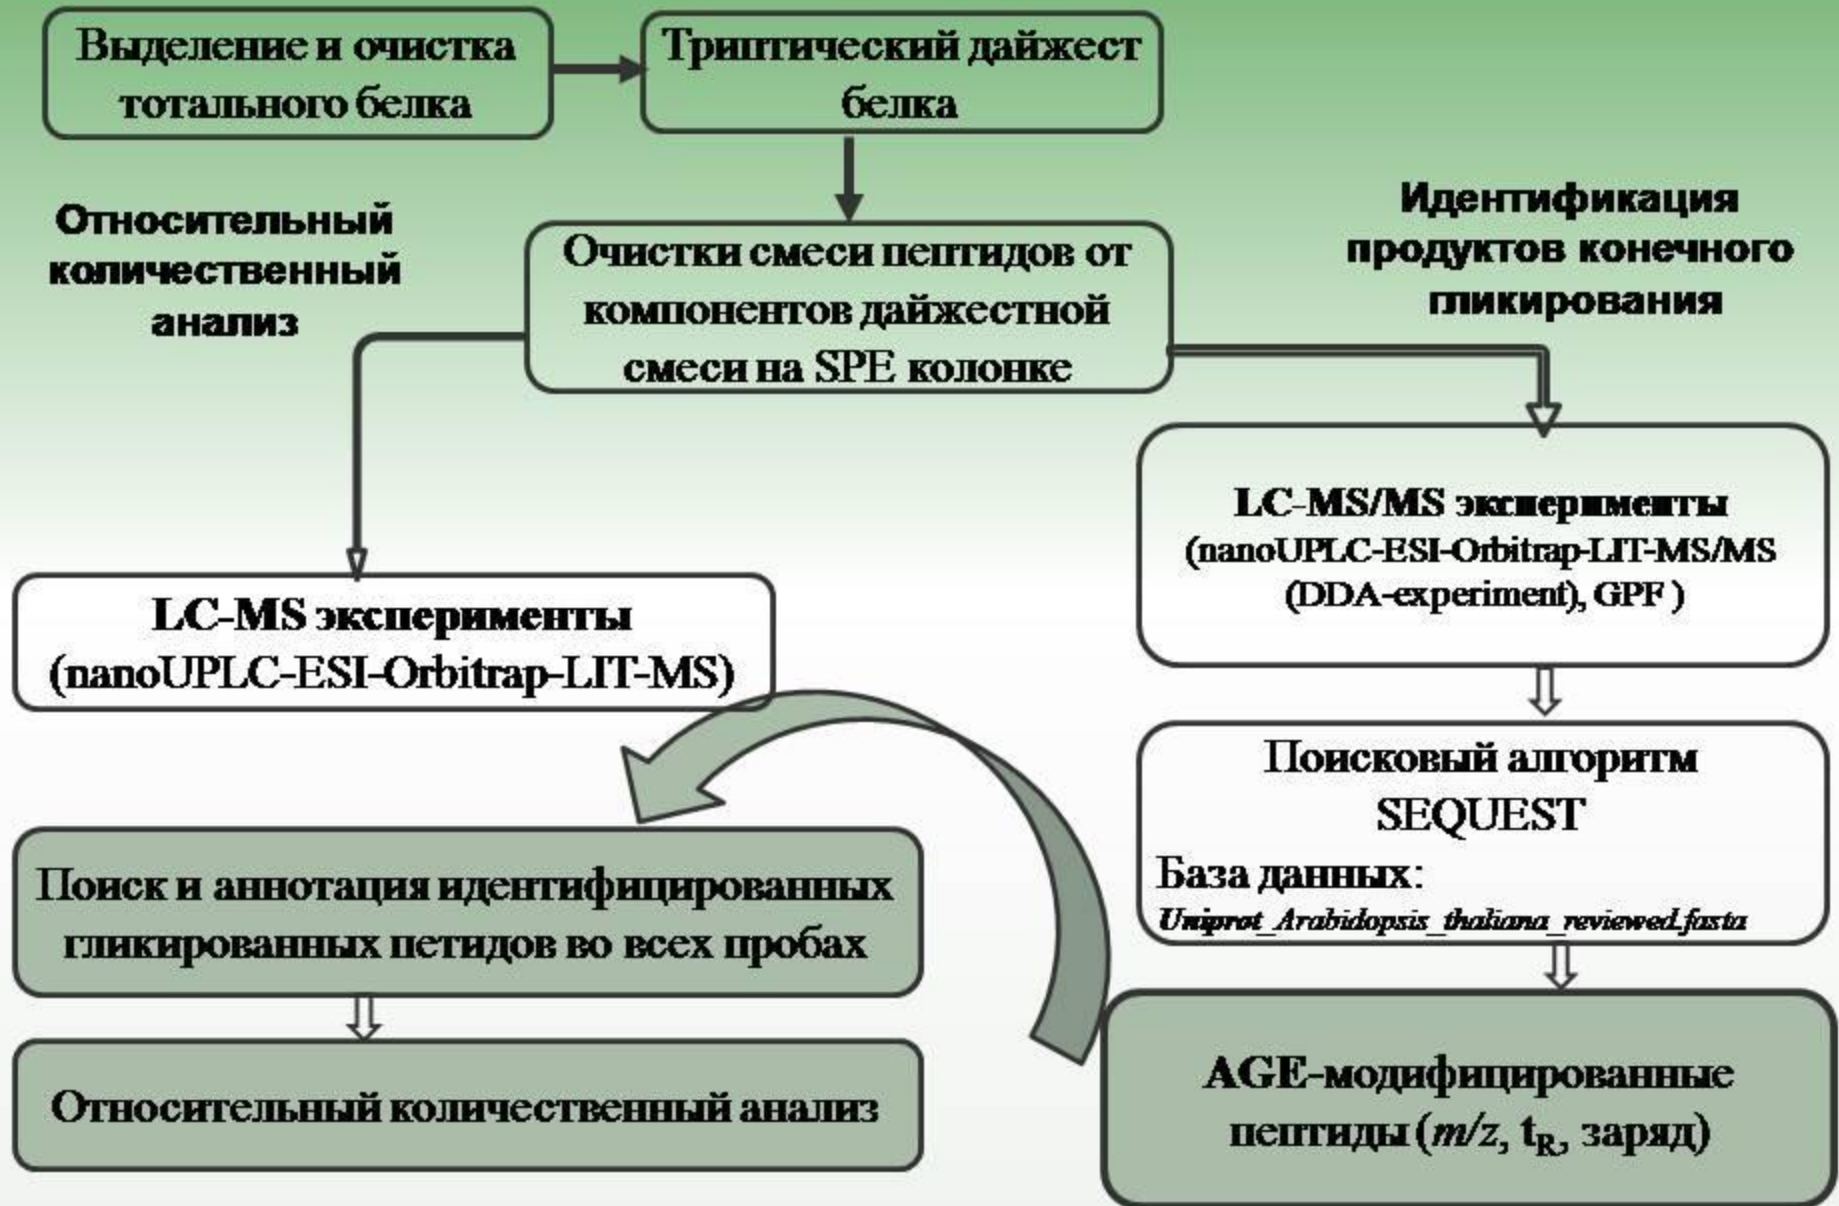 Выделение и очистка
тотального белка
Триптический дайжест
белка
Относительный
количественный
анализ
Очистки смеси пептидов от
компонентов дайжестной
смеси на SPE колонке
Идентификация
продуктов конечного
гликирования
LC-MS эксперименты
(nanoUPLC-ESI-Orbitrap-LIT-MS)
LC-MS/MS эксперименты
(nanoUPLC-ESI-Orbitrap-LIT-MS/MS
(DDA-experiment), GPF )
Поисковый алгоритм
SEQUEST
База данных:
Uniprot_Arabidopsis_thaliana_reviewed.fasta
Поиск и аннотация идентифицированных
гликированных петидов во всех пробах
Относительный количественный анализ
AGE-модифицированные
пептиды (m/z, tR, заряд)